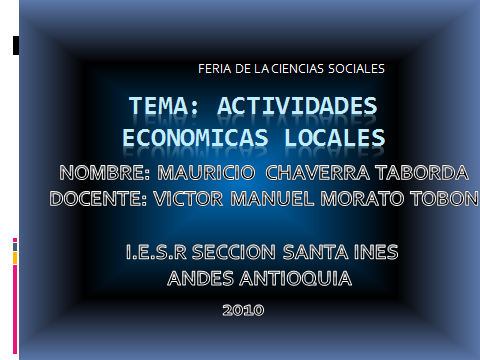 FERIA DE LA CIENCIAS SOCIALES
TEMA: ACTIVIDADES
ECONOMICAS LOCALES
NOMBRE: MAURICIO CHAVERRA TABORDA
DOCENTE: VICTOR MANUEL MORATO TOBON
I.E.S.R SECCION SANTA INES
ANDES ANTIOQUIA
2010